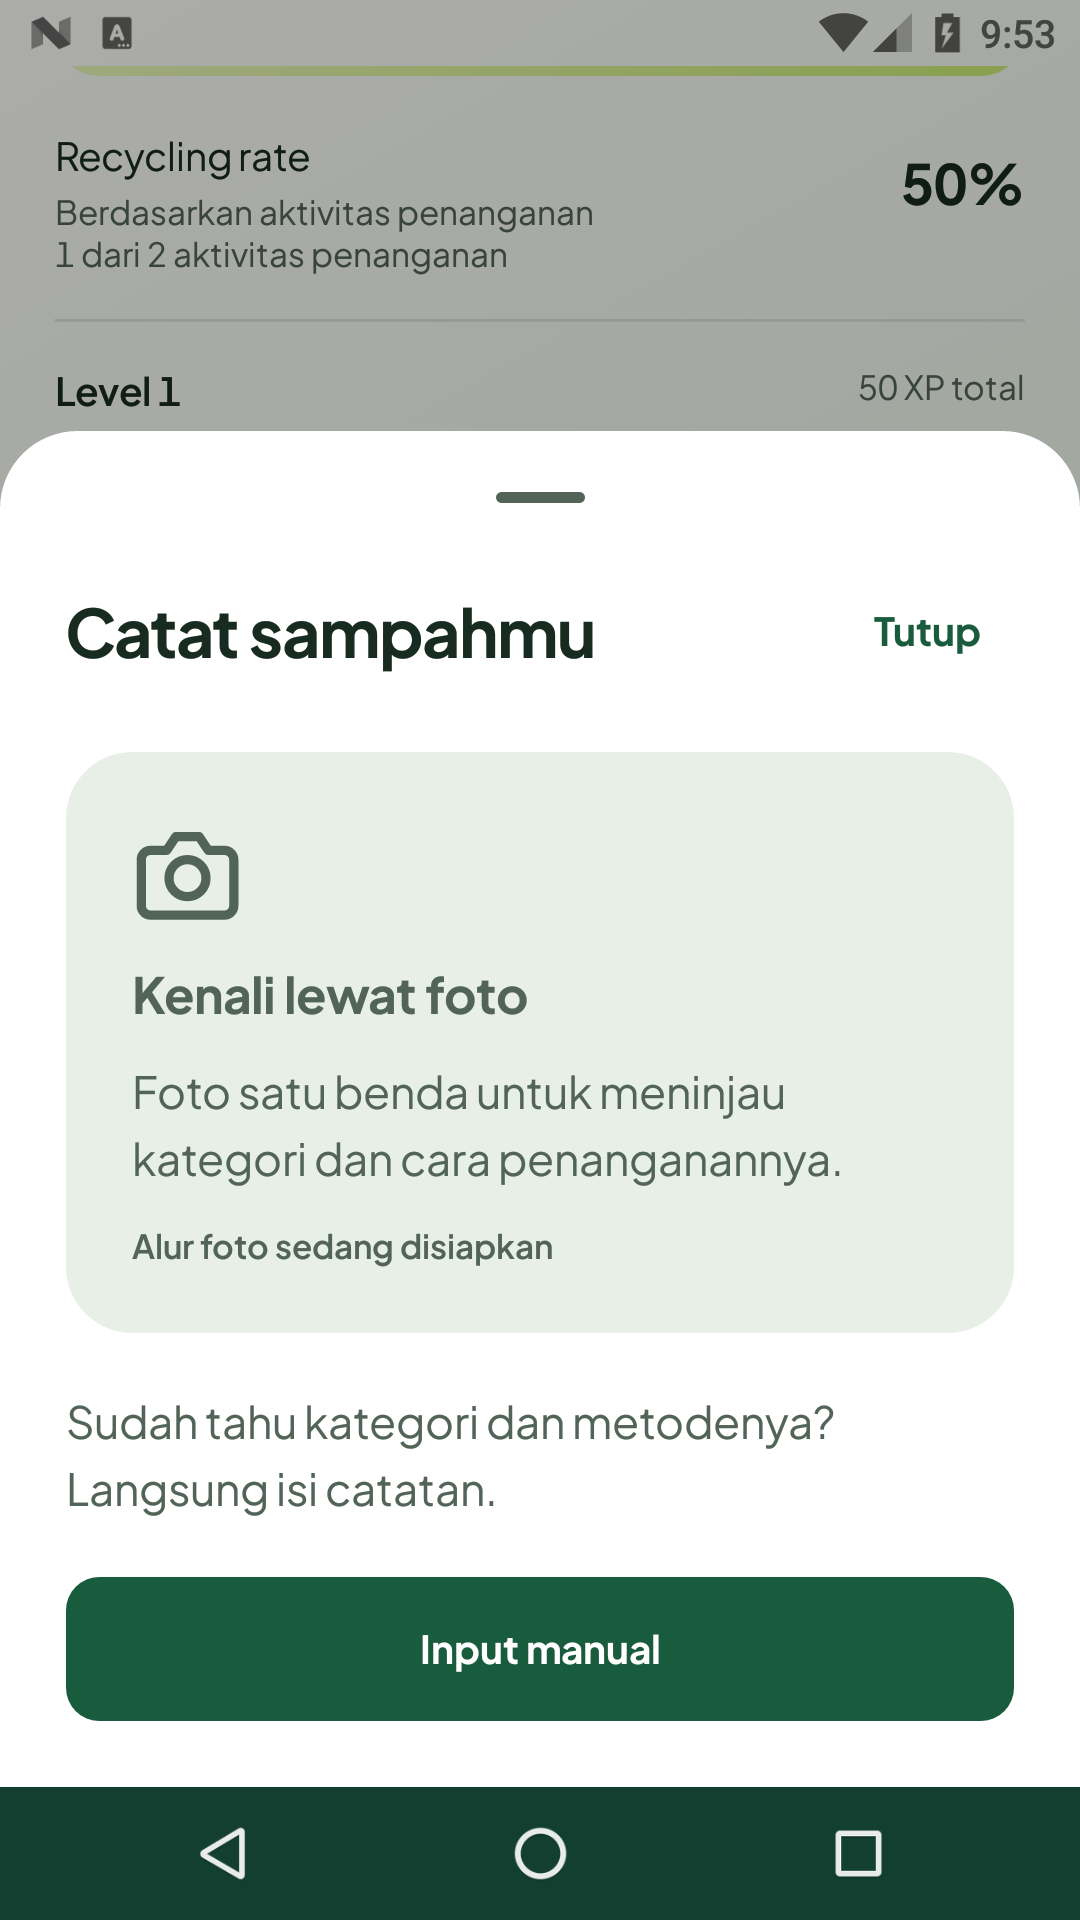 9:53
Recycling rate
50%
Berdasarkan aktivitas penanganan
1 dari 2 aktivitas penanganan
Level 1
50 XP total
Catat sampahmu
Tutup
Kenali lewat foto
Foto satu benda untuk meninjau
kategori dan cara penanganannya.
Alur foto sedang disiapkan
Sudah tahu kategori dan metodenya?
Langsung isi catatan.
Input manual